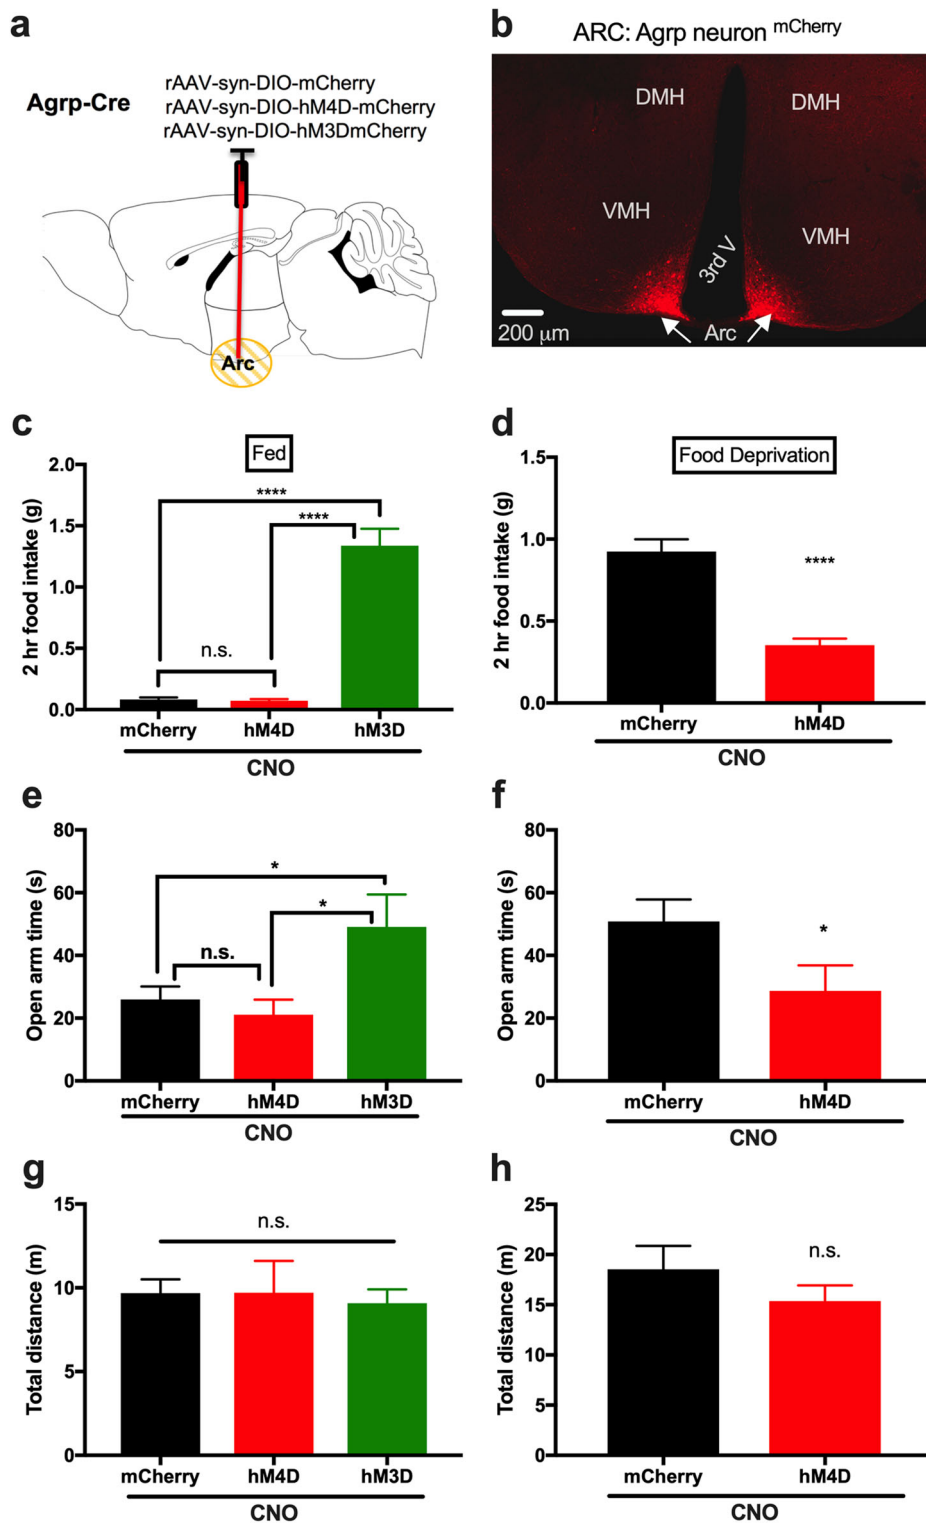 a
Agrp-Cre
rAAV-syn-DIO-mCherry
rAAV-syn-DIO-hM4D-mCherry
rAAV-syn-DIO-hM3DmCherry
Arc
b
ARC: Agrp neuron mCherry
DMH
DMH
VMH
VMH
3rd V
200 μm
Arc
c
Fed
2 hr food intake (g)
2.0
1.5
1.0
0.5
0.0
****
****
n.s.
mCherry hM4D hM3D
CNO
d
Food Deprivation
2 hr food intake (g)
1.5
1.0
0.5
0.0
****
mCherry hM4D
CNO
e
Open arm time (s)
80
60
40
20
0
*
*
n.s.
mCherry hM4D hM3D
CNO
f
Open arm time (s)
80
60
40
20
0
*
mCherry hM4D
CNO
g
Total distance (m)
15
10
5
0
n.s.
mCherry hM4D hM3D
CNO
h
Total distance (m)
25
20
15
10
5
0
n.s.
mCherry hM4D
CNO